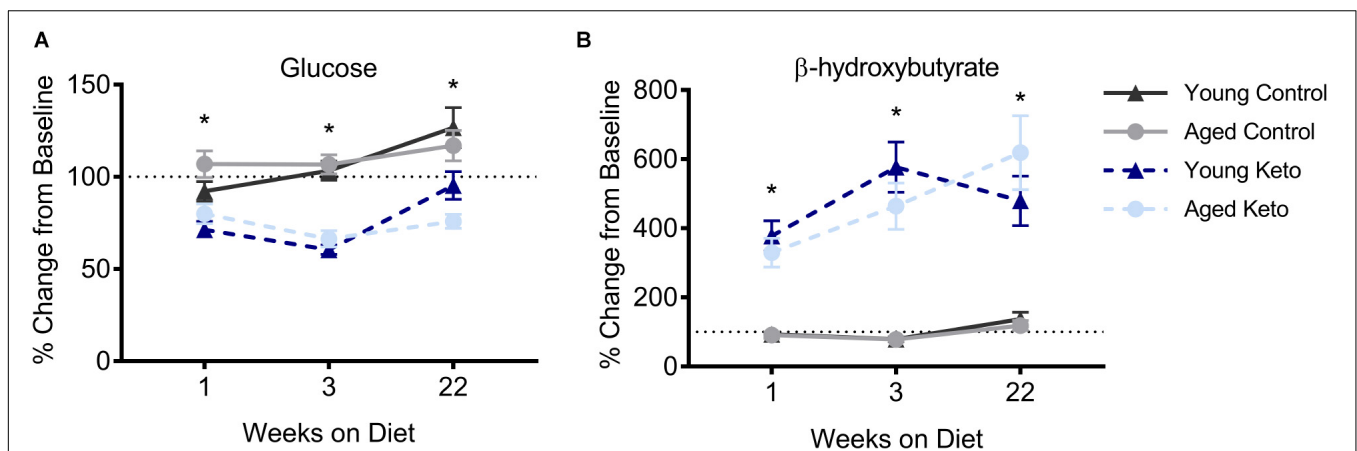 A
Glucose
% Change from Baseline
150
100
50
0
*
*
*
1
3
22
Weeks on Diet
B
β-hydroxybutyrate
% Change from Baseline
800
600
400
200
0
*
*
*
1
3
22
Weeks on Diet
Young Control
Aged Control
Young Keto
Aged Keto